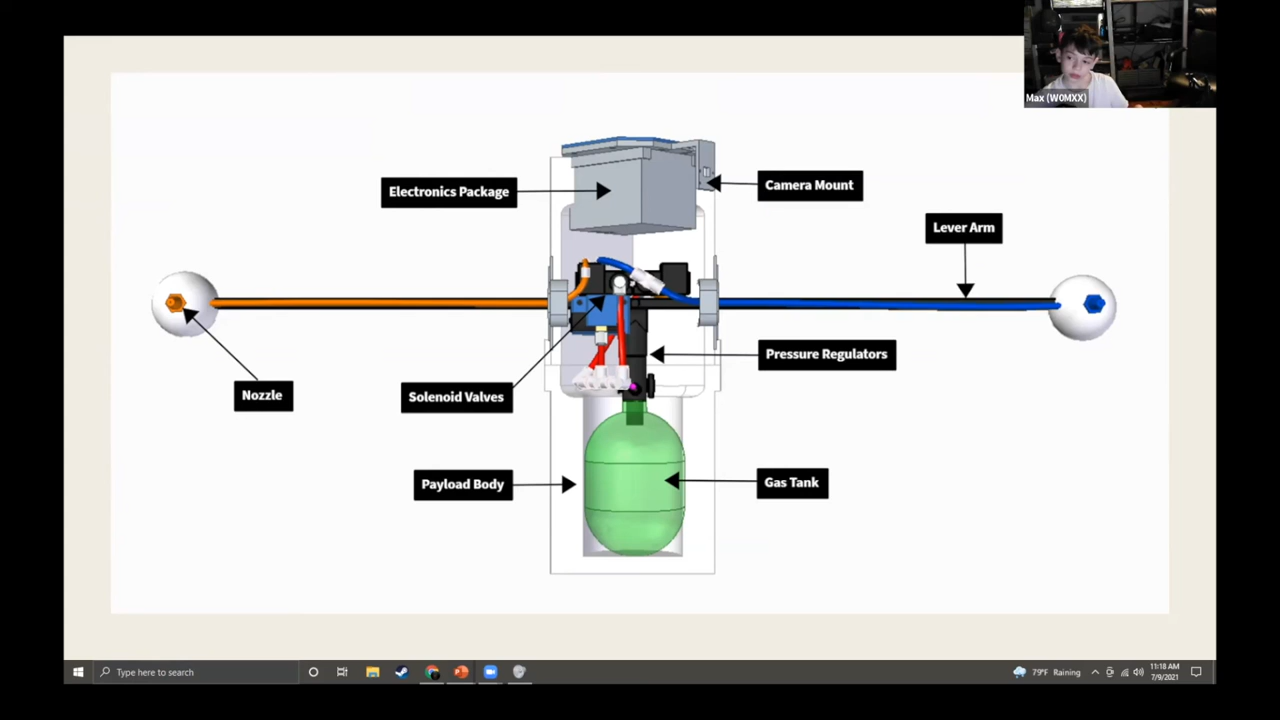 Max (W0MXX)
Camera Mount
Electronics Package
Lever Arm
Pressure Regulators
Nozzle
Solenoid Valves
Gas Tank
Payload Body
Type here to search
79°F Raining
11:18 AM
7/9/2021